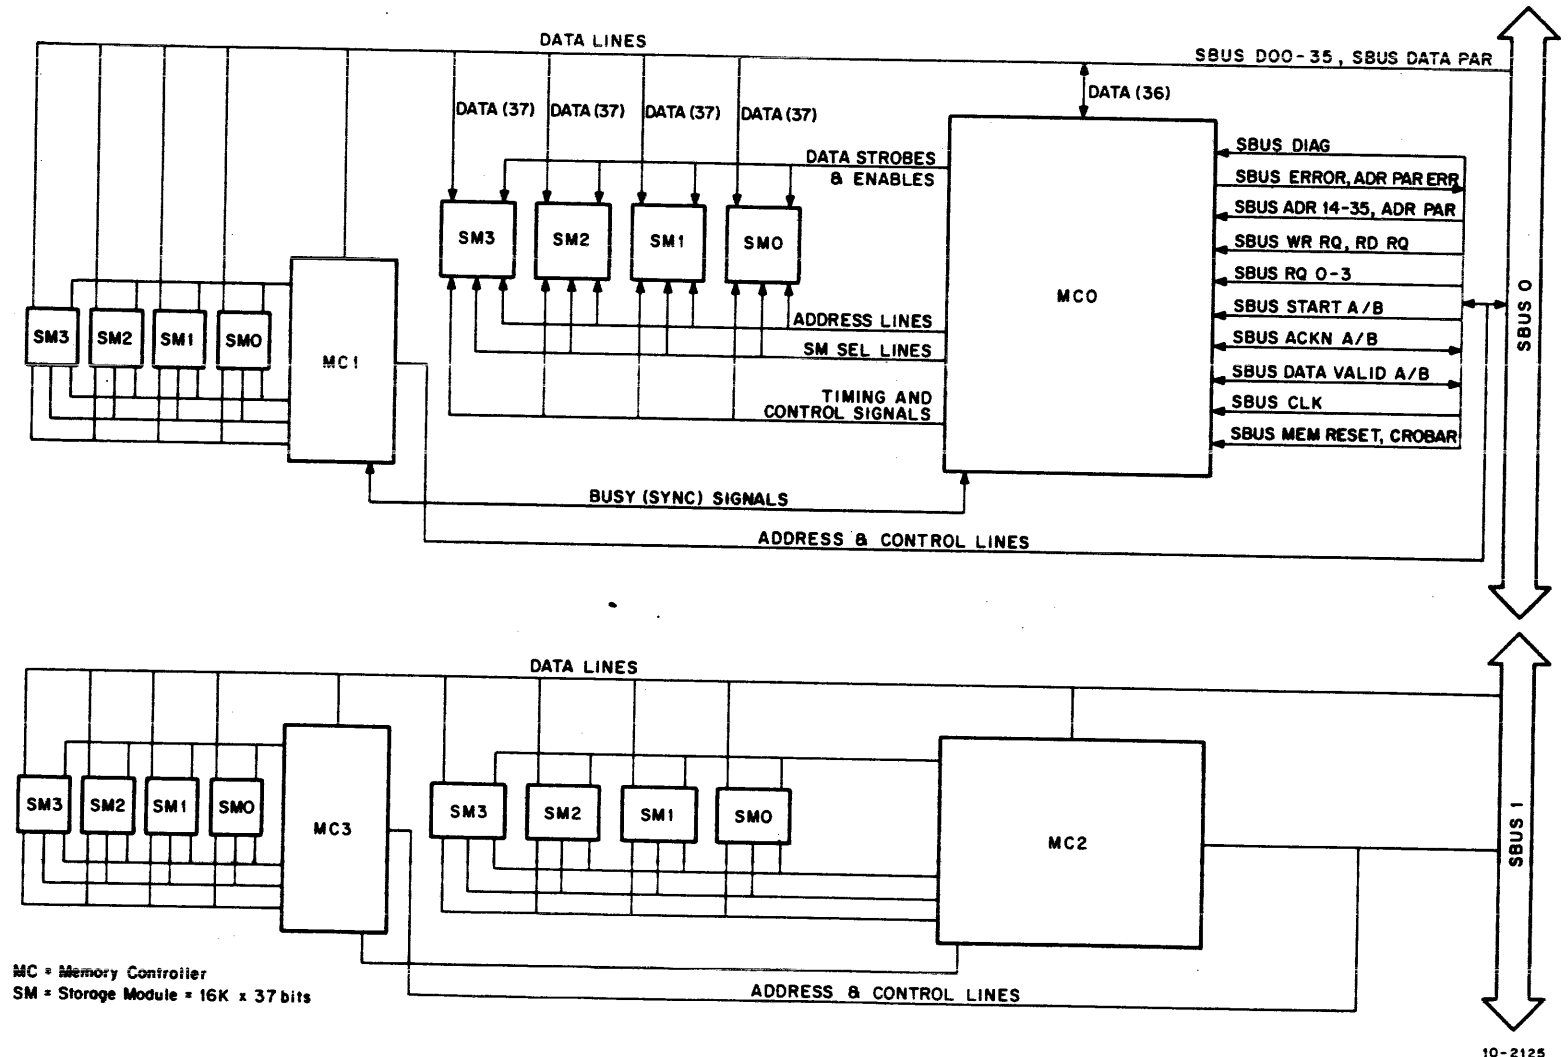 DATA LINES
SBUS D00-35, SBUS DATA PAR
DATA (37) DATA (37) DATA (37) DATA (37)
DATA (36)
DATA STROBES
& ENABLES
SM3 SM2 SM1 SM0
MC0
SBUS DIAG
SBUS ERROR, ADR PAR ERR
SBUS ADR 14-35, ADR PAR
SBUS WR RQ, RD RQ
SBUS RQ 0-3
SBUS START A/B
SBUS ACKN A/B
SBUS DATA VALID A/B
SBUS CLK
SBUS MEM RESET, CROBAR
SBUS 0
SM3 SM2 SM1 SM0
MC1
ADDRESS LINES
SM SEL LINES
TIMING AND
CONTROL SIGNALS
BUSY (SYNC) SIGNALS
ADDRESS & CONTROL LINES
DATA LINES
SM3 SM2 SM1 SM0
MC3
SM3 SM2 SM1 SM0
MC2
SBUS 1
ADDRESS & CONTROL LINES
MC = Memory Controller
SM = Storage Module = 16K x 37 bits
10-2125